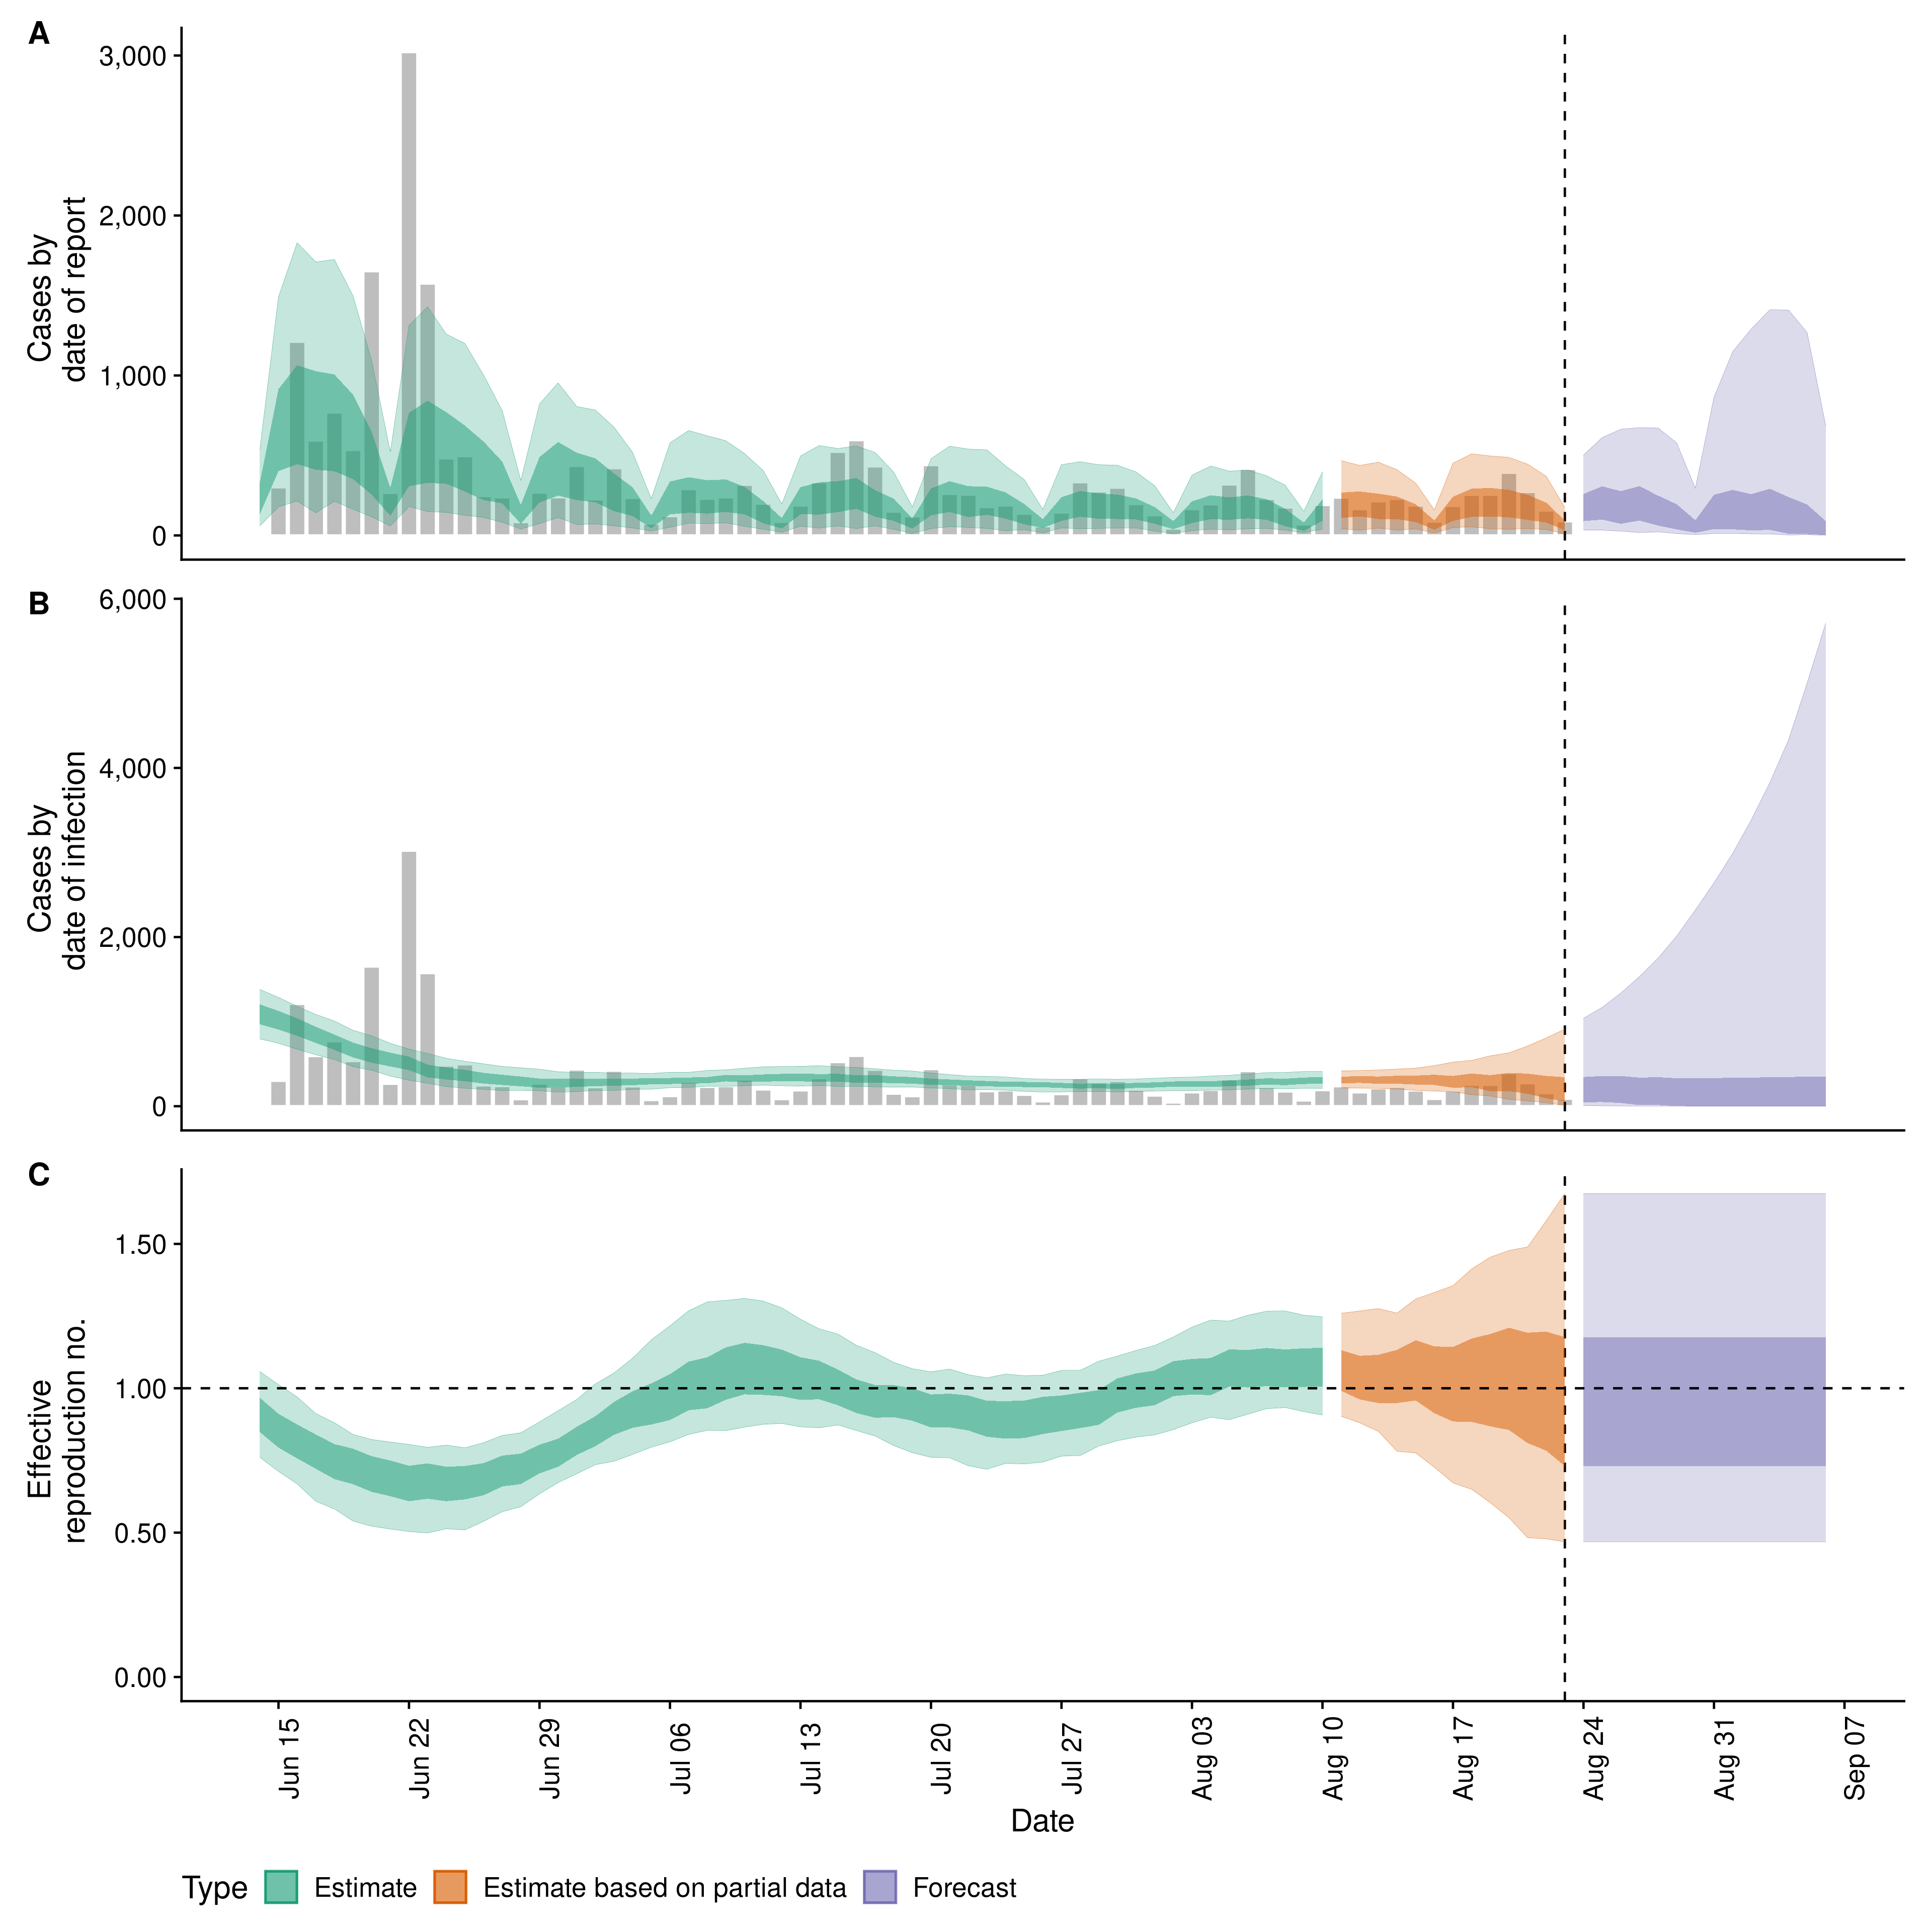 A
3,000
2,000
1,000
0
Cases by
date of report
B
6,000
4,000
2,000
0
Cases by
date of infection
C
1.50
1.00
0.50
0.00
Effective
reproduction no.
Jun 15
Jun 22
Jun 29
Jul 06
Jul 13
Jul 20
Jul 27
Aug 03
Aug 10
Aug 17
Aug 24
Aug 31
Sep 07
Date
Type Estimate Estimate based on partial data Forecast